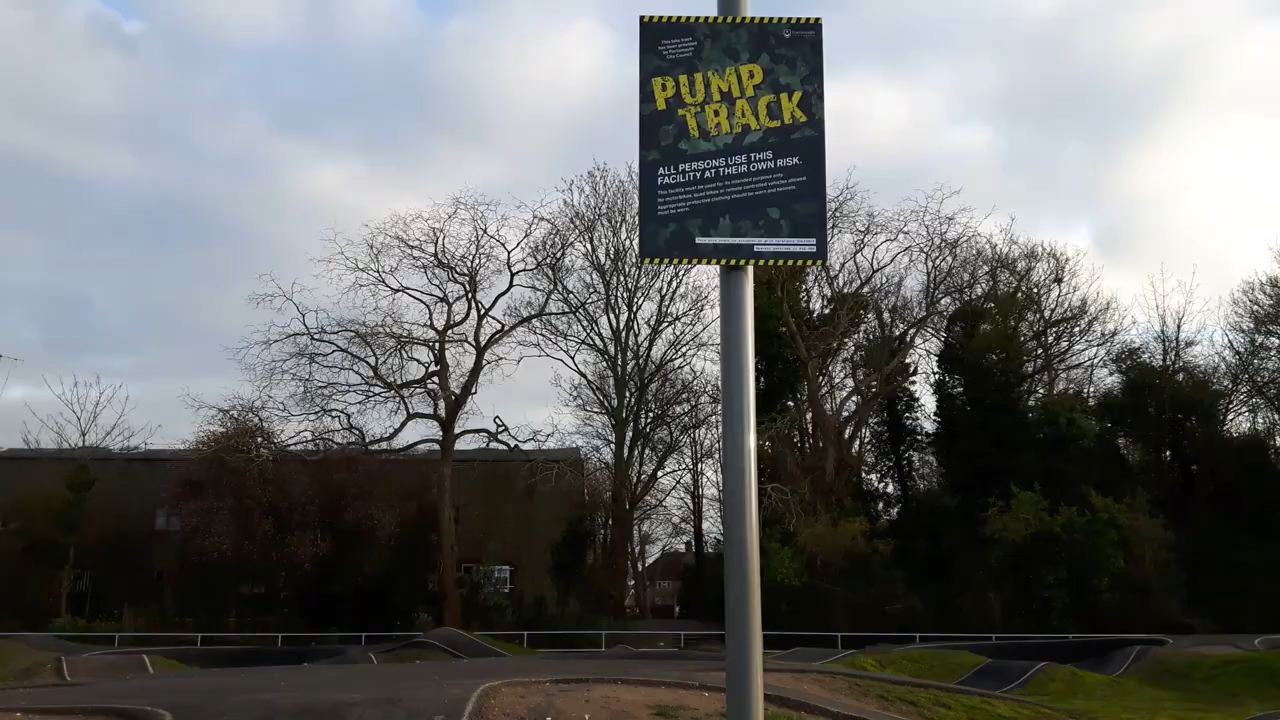 This bike track
has been provided
by Portsmouth
City Council
Portsmouth
PUMP
TRACK
ALL PERSONS USE THIS
FACILITY AT THEIR OWN RISK.
This facility must be used for its intended purpose only.
No motorbikes, quad bikes or remote controlled vehicles allowed.
Appropriate protective clothing should be worn and helmets
must be worn.